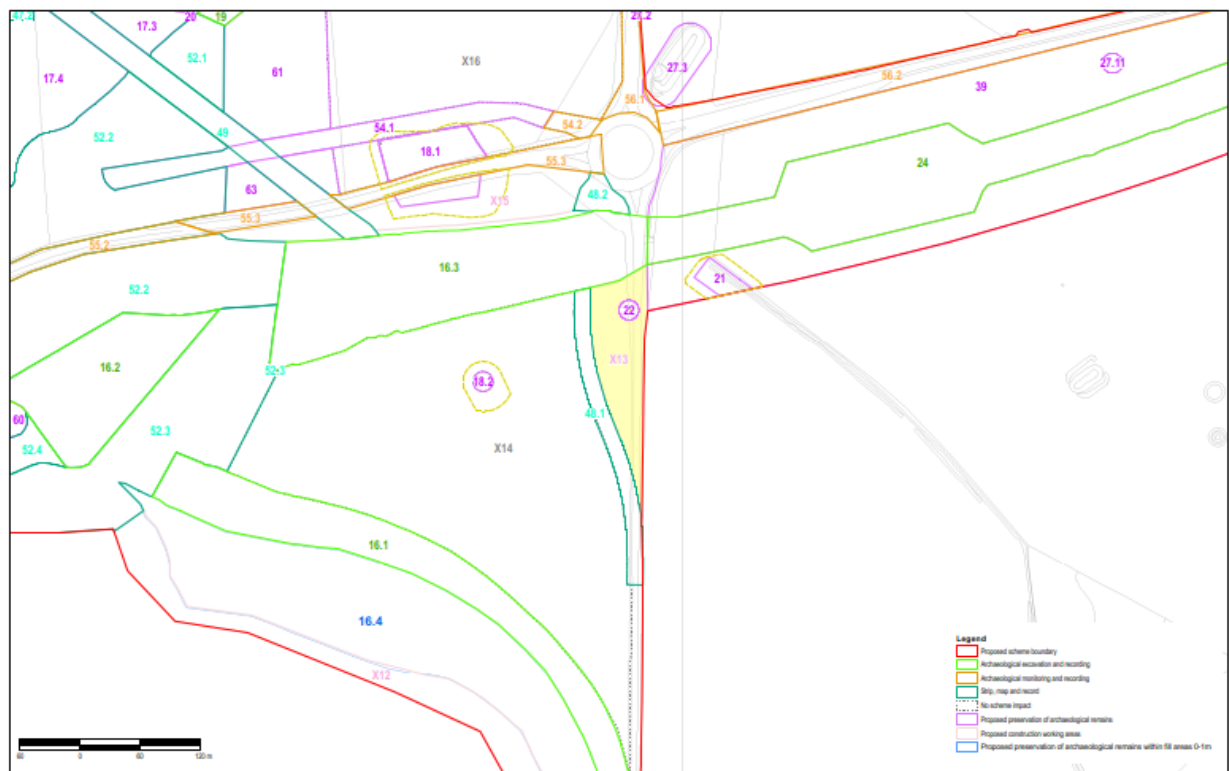 47.2
20
19
27.2
17.3
52.1
61
X16
27.3
27.11
17.4
56.2
39
56.1
52.2
49
54.1
54.2
18.1
55.3
24
63
48.2
X15
55.3
55.2
16.3
21
52.2
22
X13
16.2
52.3
18.2
60
48.1
52.3
52.4
X14
16.1
16.4
X12
Legend
Proposed scheme boundary
Archaeological excavation and recording
Archaeological monitoring and recording
Strip, map and record
No scheme impact
Proposed preservation of archaeological remains
Proposed construction working areas
Proposed preservation of archaeological remains within fill areas 0-1m
60 0 60 120 m